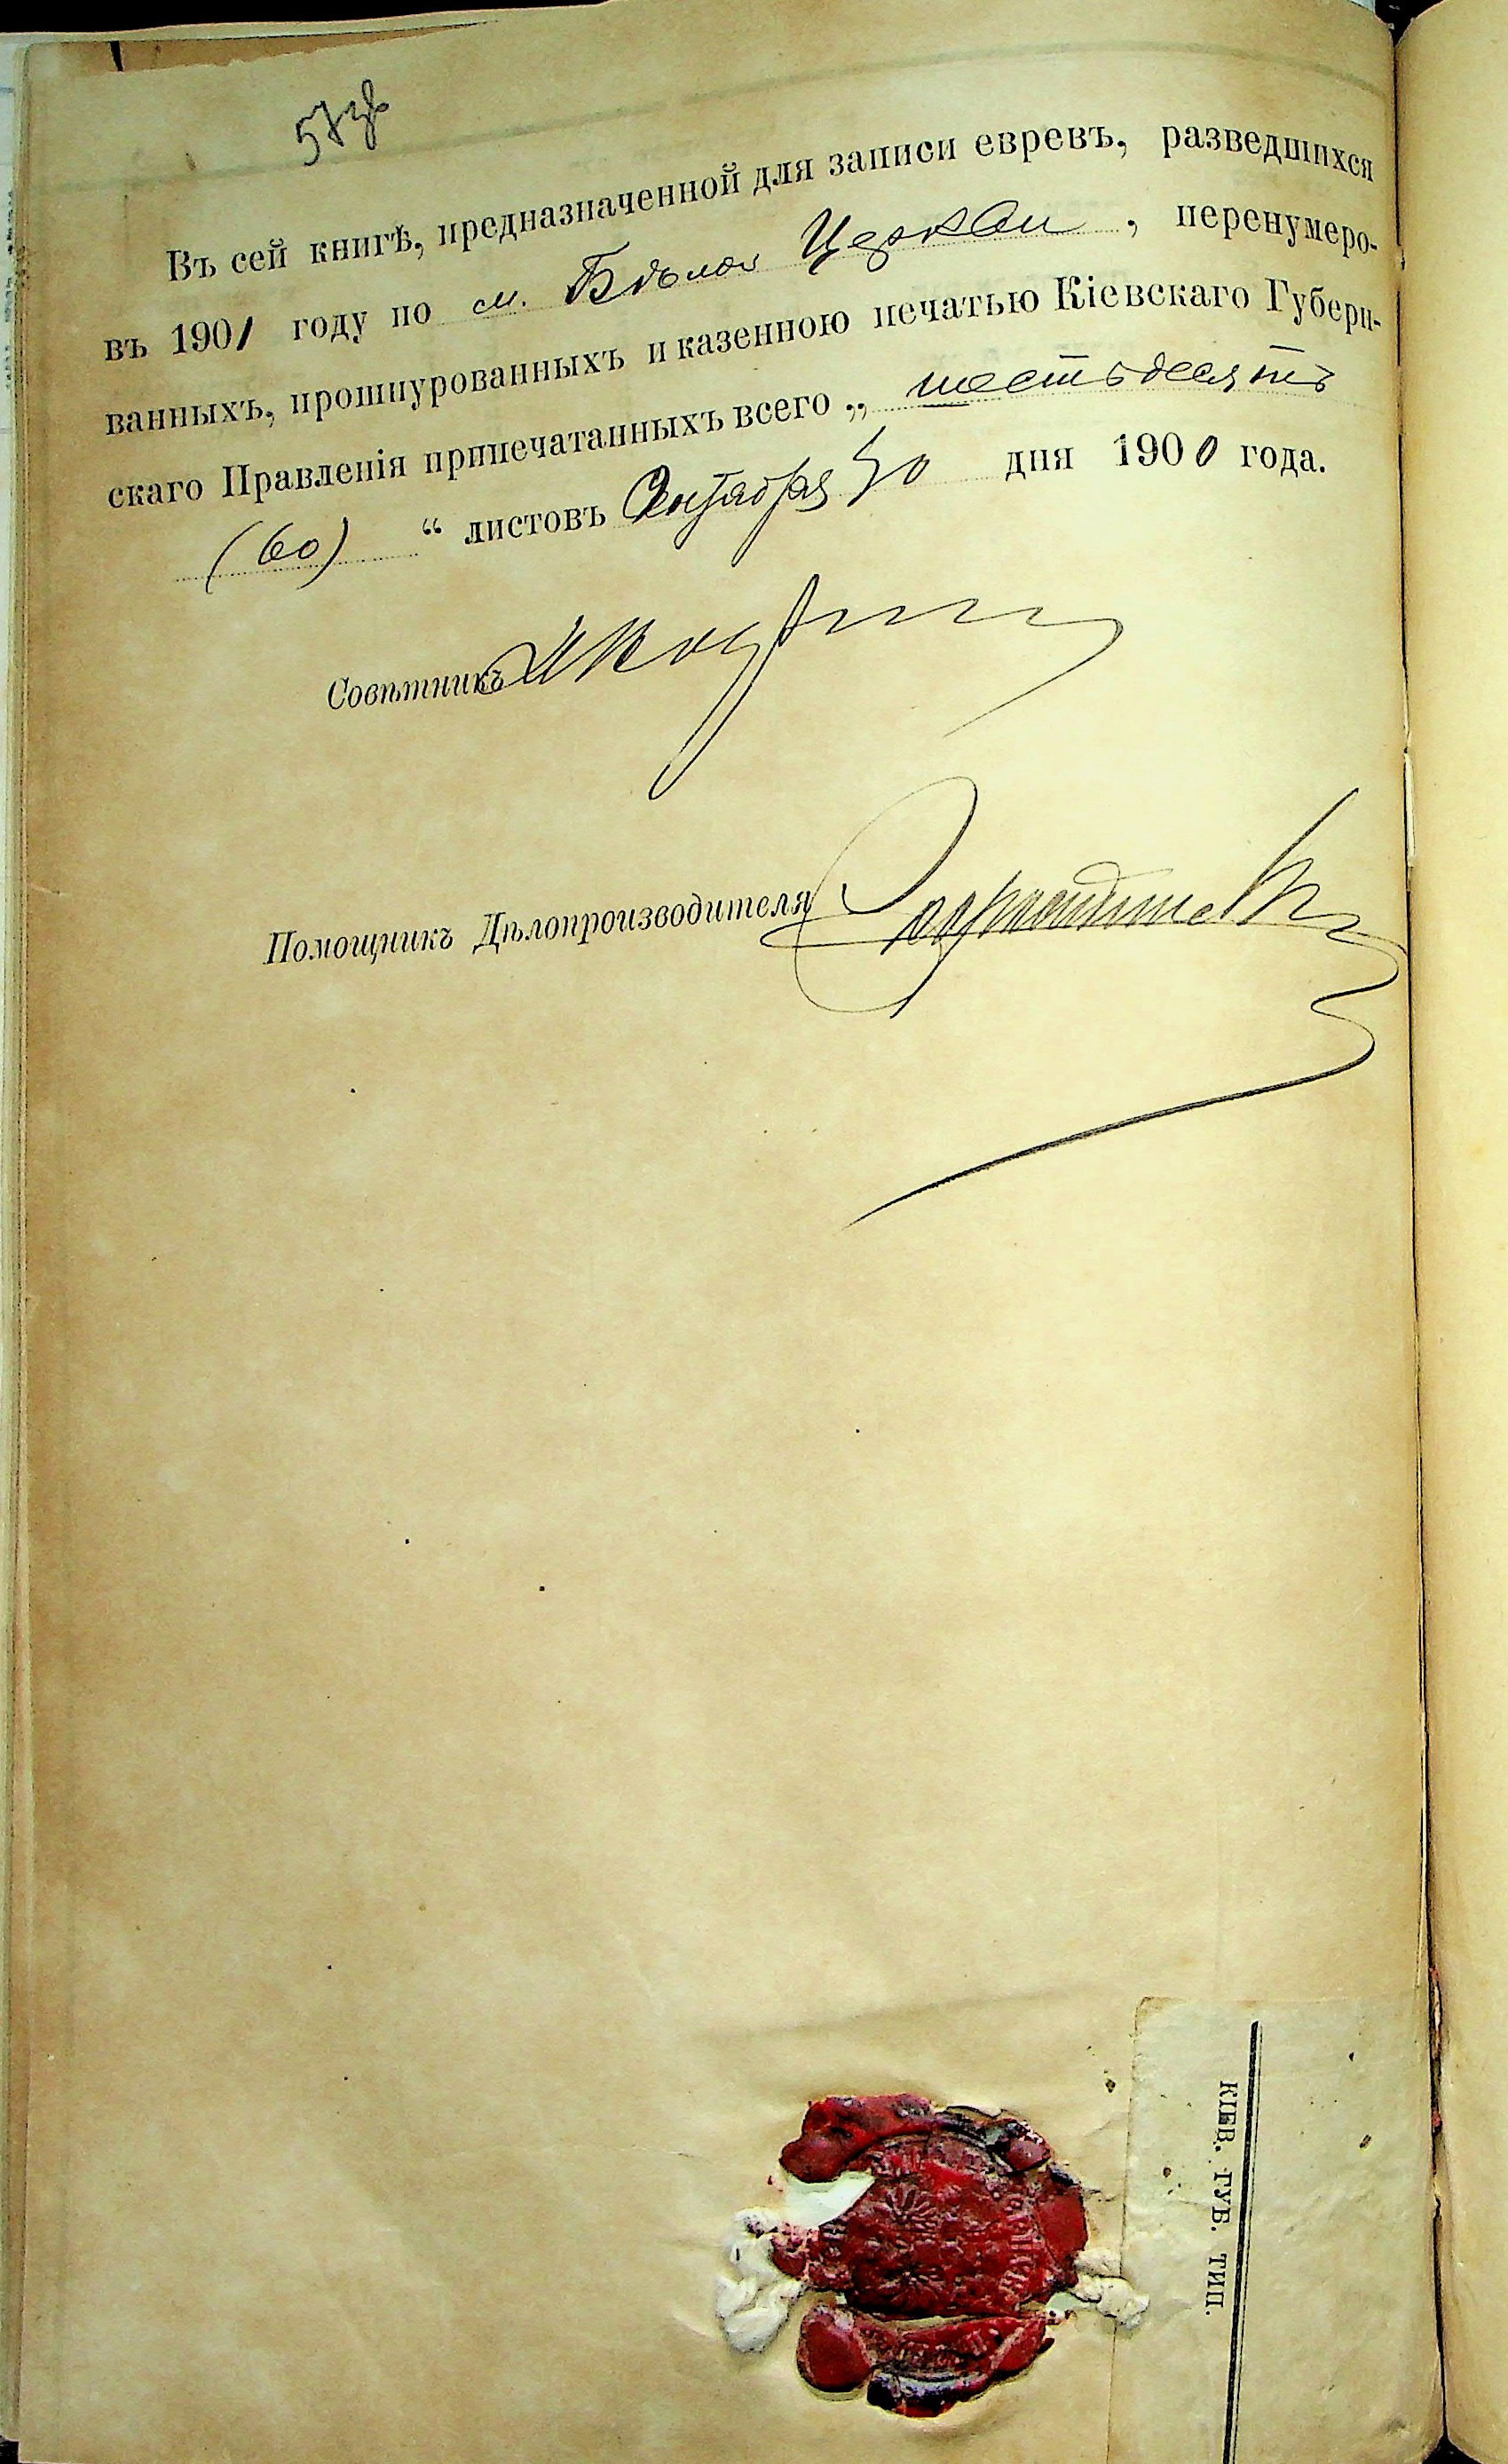 Въ сей книгѣ, предназначенной для записи евревъ, разведшихся
въ 1901 году по м. Бѣлой Церкви, перенумеро-
ванныхъ, прошнурованныхъ и казенною печатью Кіевскаго Губерн-
скаго Правленія припечатанныхъ всего „ шестьдесятъ
(60) “ листовъ Октября 30 дня 1900 года.
Совѣтникъ
Помощникъ Дѣлопроизводителя
КІЕВ. ГУБ. ТИП.